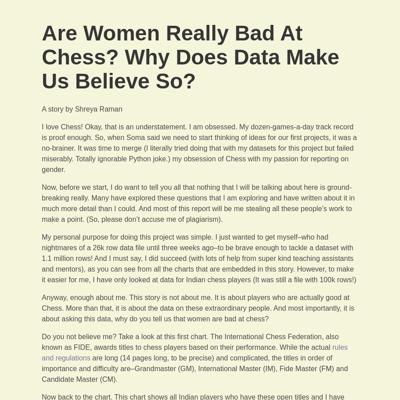 Are Women Really Bad At
Chess? Why Does Data Make
Us Believe So?
A story by Shreya Raman
I love Chess! Okay, that is an understatement. I am obsessed. My dozen-games-a-day track record
is proof enough. So, when Soma said we need to start thinking of ideas for our first projects, it was a
no-brainer. It was time to merge (I literally tried doing that with my datasets for this project but failed
miserably. Totally ignorable Python joke.) my obsession of Chess with my passion for reporting on
gender.
Now, before we start, I do want to tell you all that nothing that I will be talking about here is ground-
breaking really. Many have explored these questions that I am exploring and have written about it in
much more detail than I could. And most of this report will be me stealing all these people's work to
make a point. (So, please don't accuse me of plagiarism).
My personal purpose for doing this project was simple. I just wanted to get myself–who had
nightmares of a 26k row data file until three weeks ago–to be brave enough to tackle a dataset with
1.1 million rows! And I must say, I did succeed (with lots of help from super kind teaching assistants
and mentors), as you can see from all the charts that are embedded in this story. However, to make
it easier for me, I have only looked at data for Indian chess players (It was still a file with 100k rows!)
Anyway, enough about me. This story is not about me. It is about players who are actually good at
Chess. More than that, it is about the data on these extraordinary people. And most importantly, it is
about asking this data, why do you tell us that women are bad at chess?
Do you not believe me? Take a look at this first chart. The International Chess Federation, also
known as FIDE, awards titles to chess players based on their performance. While the actual rules
and regulations are long (14 pages long, to be precise) and complicated, the titles in order of
importance and difficulty are–Grandmaster (GM), International Master (IM), Fide Master (FM) and
Candidate Master (CM).
Now back to the chart. This chart shows all Indian players who have these open titles and I have